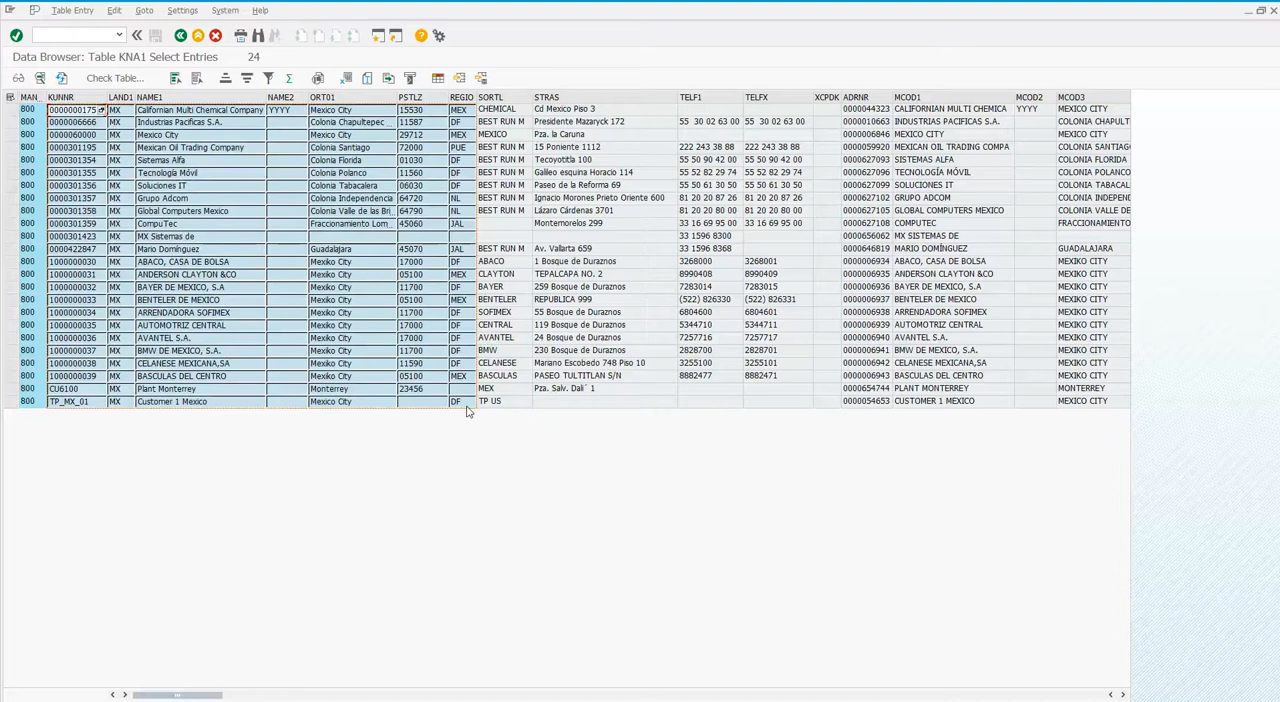 Table Entry Edit Goto Settings System Help
Data Browser: Table KNA1 Select Entries 24
Check Table...
MAN_ KUNNR LAND1 NAME1 NAME2 ORT01 PSTLZ REGIO SORTL STRAS TELF1 TELFX XCPDK ADRNR MCOD1 MCOD2 MCOD3
800 0000000175 MX Californian Multi Chemical Company YYYY Mexico City 15530 MEX CHEMICAL Cd Mexico Piso 3 0000044323 CALIFORNIAN MULTI CHEMICA YYYY MEXICO CITY
800 0000006666 MX Industrias Pacificas S.A. Colonia Chapultepec 11587 DF BEST RUN M Presidente Mazaryck 172 55 30 02 63 00 55 30 02 63 00 0000010663 INDUSTRIAS PACIFICAS S.A. COLONIA CHAPULT
800 0000060000 MX Mexico City Mexico City 29712 MEX MEXICO Pza. la Caruna 0000006846 MEXICO CITY MEXICO CITY
800 0000301195 MX Mexican Oil Trading Company Colonia Santiago 72000 PUE BEST RUN M 15 Poniente 1112 222 243 38 88 222 243 38 88 0000059920 MEXICAN OIL TRADING COMPA COLONIA SANTIAG
800 0000301354 MX Sistemas Alfa Colonia Florida 01030 DF BEST RUN M Tecoyotitla 100 55 50 90 42 00 55 50 90 42 00 0000627093 SISTEMAS ALFA COLONIA FLORIDA
800 0000301355 MX Tecnología Móvil Colonia Polanco 11560 DF BEST RUN M Galileo esquina Horacio 114 55 52 82 29 74 55 52 82 29 74 0000627096 TECNOLOGÍA MÓVIL COLONIA POLANC
800 0000301356 MX Soluciones IT Colonia Tabacalera 06030 DF BEST RUN M Paseo de la Reforma 69 55 50 61 30 50 55 50 61 30 50 0000627099 SOLUCIONES IT COLONIA TABACAL
800 0000301357 MX Grupo Adcom Colonia Independencia 64720 NL BEST RUN M Ignacio Morones Prieto Oriente 600 81 20 20 87 26 81 20 20 87 26 0000627102 GRUPO ADCOM COLONIA INDEPEN
800 0000301358 MX Global Computers Mexico Colonia Valle de las Bri_ 64790 NL BEST RUN M Lázaro Cárdenas 3701 81 20 20 80 00 81 20 20 80 00 0000627105 GLOBAL COMPUTERS MEXICO COLONIA VALLE DE
800 0000301359 MX CompuTec Fraccionamiento Lom_ 45060 JAL Montemorelos 299 33 16 69 95 00 33 16 69 95 00 0000627108 COMPUTEC FRACCIONAMIENTO
800 0000301423 MX MX Sistemas de 33 1596 8300 0000656062 MX SISTEMAS DE
800 0000422847 MX Mario Domínguez Guadalajara 45070 JAL BEST RUN M Av. Vallarta 659 33 1596 8368 0000646819 MARIO DOMÍNGUEZ GUADALAJARA
800 1000000030 MX ABACO, CASA DE BOLSA Mexiko City 17000 DF ABACO 1 Bosque de Duraznos 3268000 3268001 0000006934 ABACO, CASA DE BOLSA MEXIKO CITY
800 1000000031 MX ANDERSON CLAYTON &CO Mexiko City 05100 MEX CLAYTON TEPALCAPA NO. 2 8990408 8990409 0000006935 ANDERSON CLAYTON &CO MEXIKO CITY
800 1000000032 MX BAYER DE MEXICO, S.A Mexiko City 11700 DF BAYER 259 Bosque de Duraznos 7283014 7283015 0000006936 BAYER DE MEXICO, S.A MEXIKO CITY
800 1000000033 MX BENTELER DE MEXICO Mexiko City 05100 MEX BENTELER REPUBLICA 999 (522) 826330 (522) 826331 0000006937 BENTELER DE MEXICO MEXIKO CITY
800 1000000034 MX ARRENDADORA SOFIMEX Mexiko City 11700 DF SOFIMEX 55 Bosque de Duraznos 6804600 6804601 0000006938 ARRENDADORA SOFIMEX MEXIKO CITY
800 1000000035 MX AUTOMOTRIZ CENTRAL Mexiko City 17000 DF CENTRAL 119 Bosque de Duraznos 5344710 5344711 0000006939 AUTOMOTRIZ CENTRAL MEXIKO CITY
800 1000000036 MX AVANTEL S.A. Mexiko City 17000 DF AVANTEL 24 Bosque de Duraznos 7257716 7257717 0000006940 AVANTEL S.A. MEXIKO CITY
800 1000000037 MX BMW DE MEXICO, S.A. Mexiko City 11700 DF BMW 230 Bosque de Duraznos 2828700 2828701 0000006941 BMW DE MEXICO, S.A. MEXIKO CITY
800 1000000038 MX CELANESE MEXICANA,SA Mexiko City 11590 DF CELANESE Mariano Escobedo 748 Piso 10 3255100 3255101 0000006942 CELANESE MEXICANA,SA MEXIKO CITY
800 1000000039 MX BASCULAS DEL CENTRO Mexiko City 05100 MEX BASCULAS PASEO TULTITLAN S/N 8882477 8882477 0000006943 BASCULAS DEL CENTRO MEXIKO CITY
800 CU6100 MX Plant Monterrey Monterrey 23456 MEX Pza. Salv. Dali´ 1 0000654744 PLANT MONTERREY MONTERREY
800 TP_MX_01 MX Customer 1 Mexico Mexico City DF TP US 0000054653 CUSTOMER 1 MEXICO MEXICO CITY